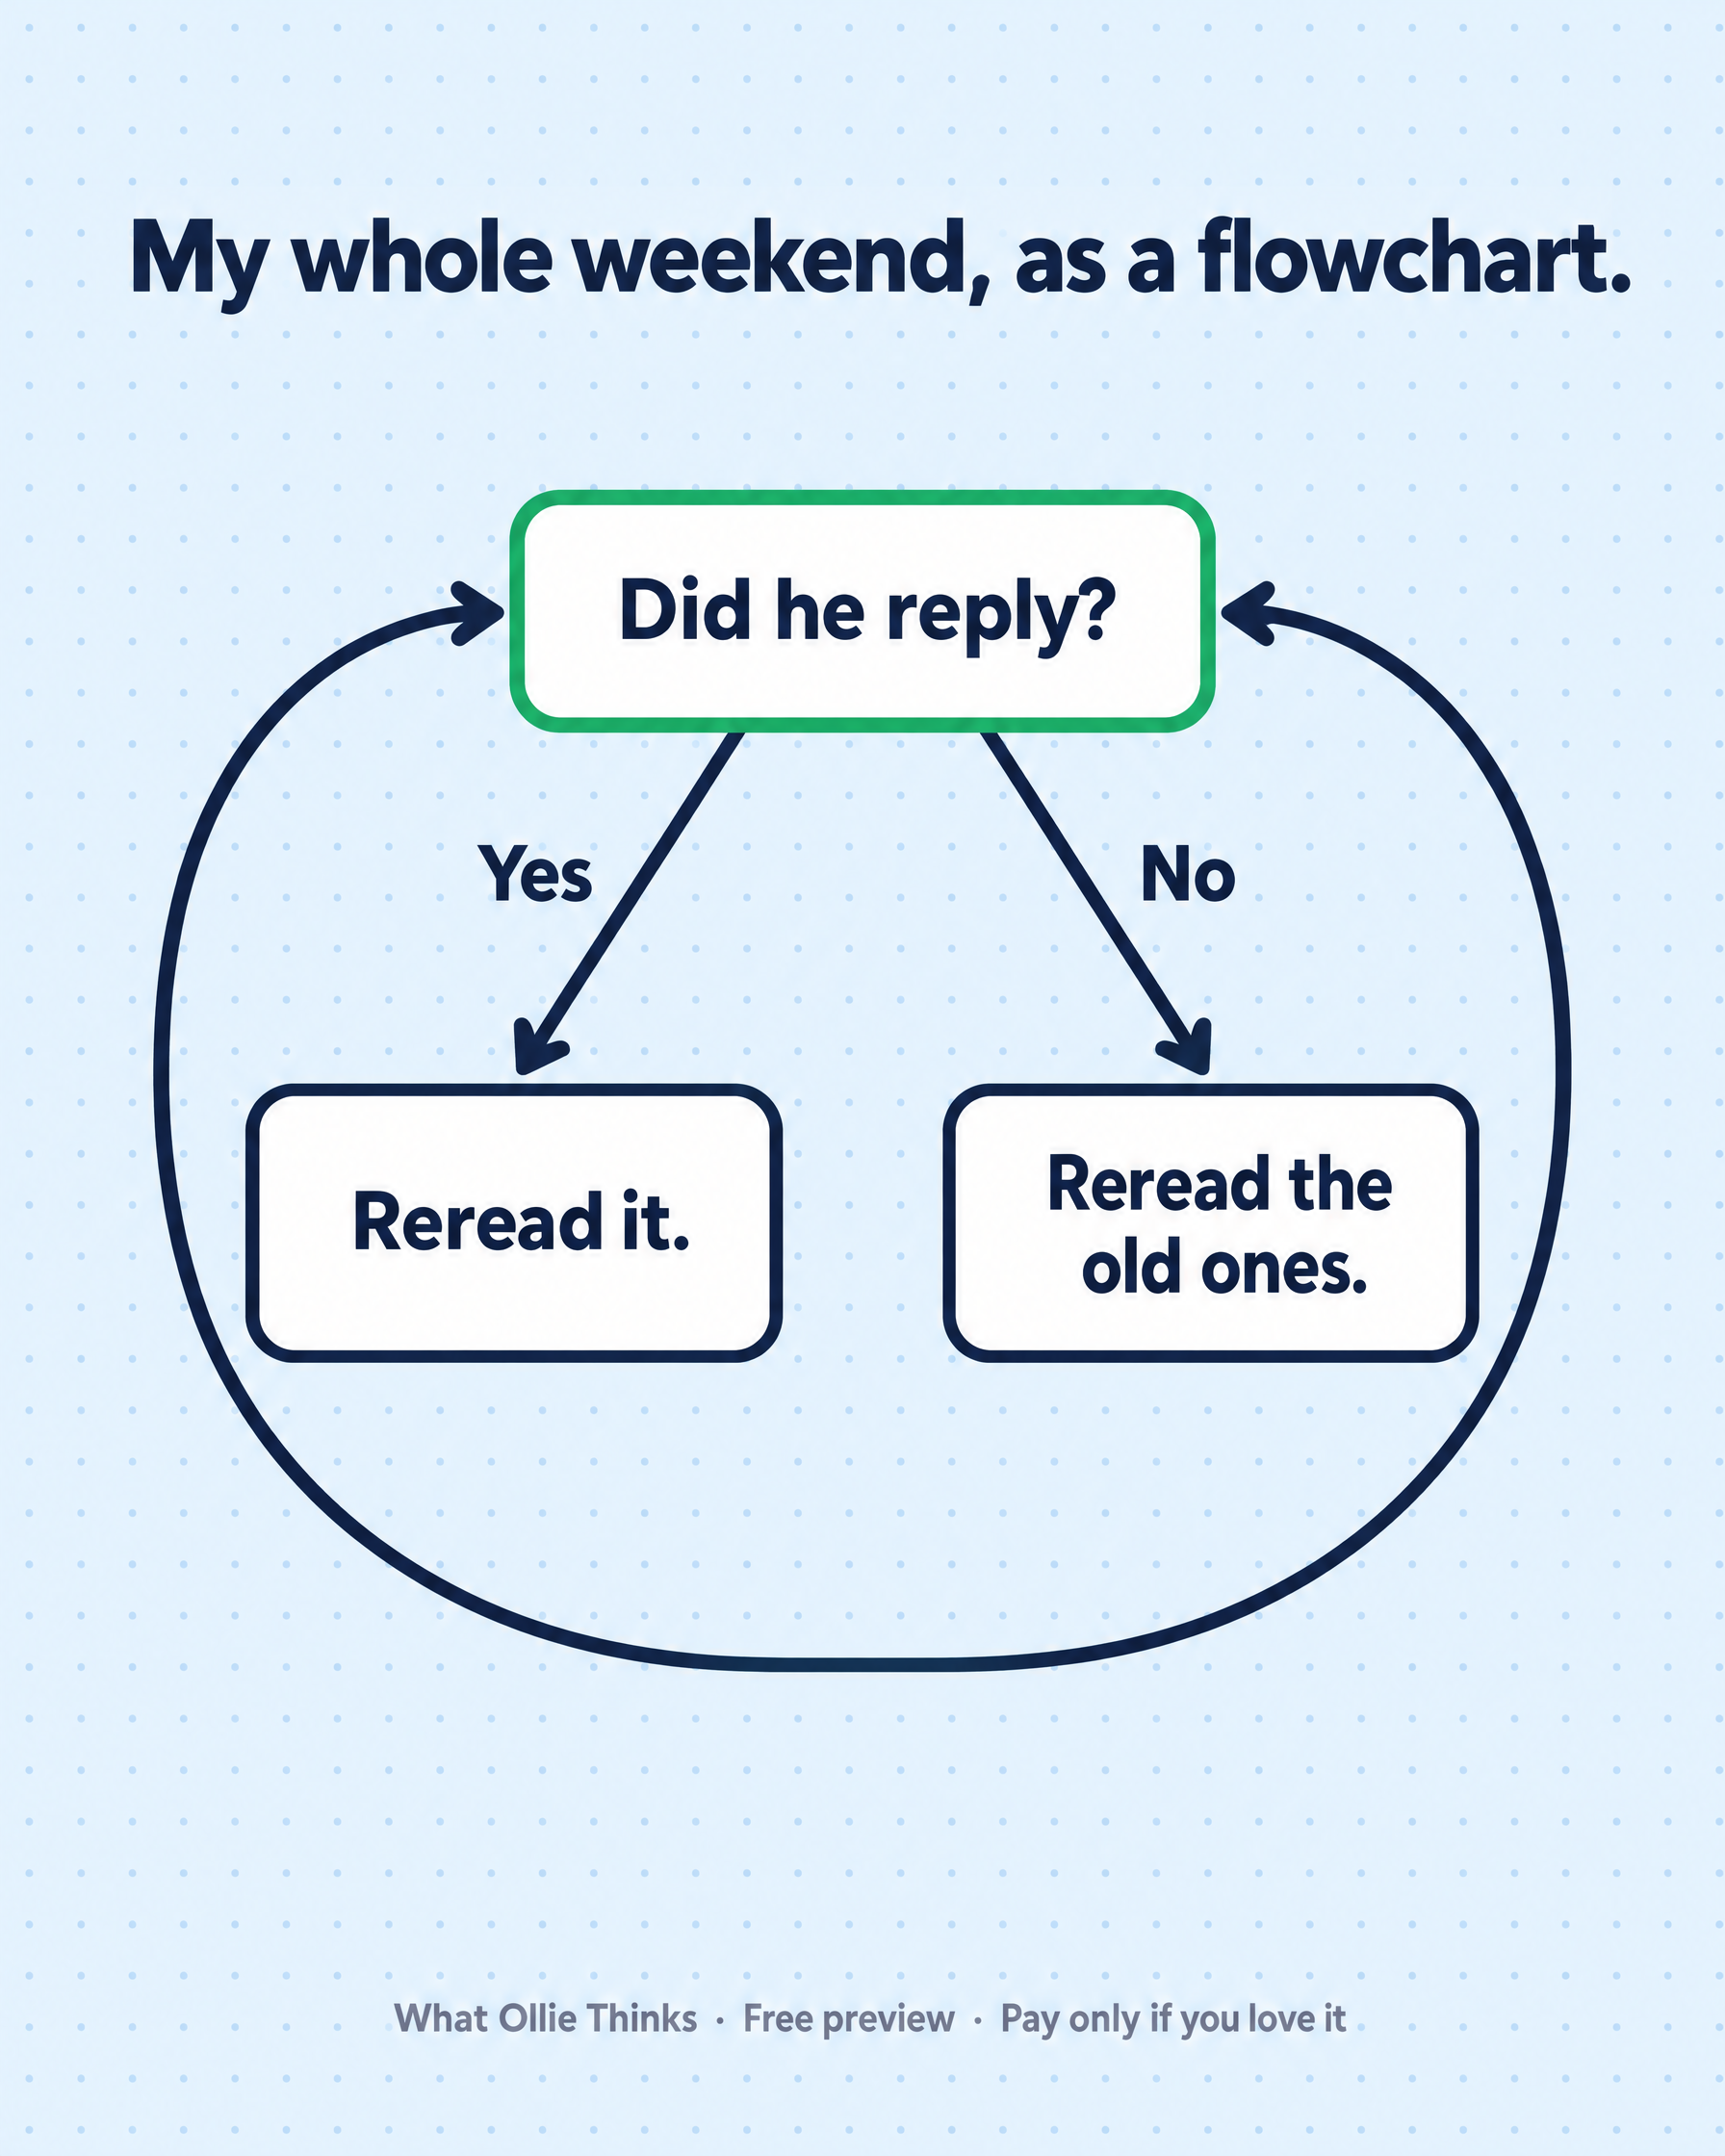 My whole weekend, as a flowchart.
Did he reply?
Yes
No
Reread it.
Reread the
old ones.
What Ollie Thinks · Free preview · Pay only if you love it